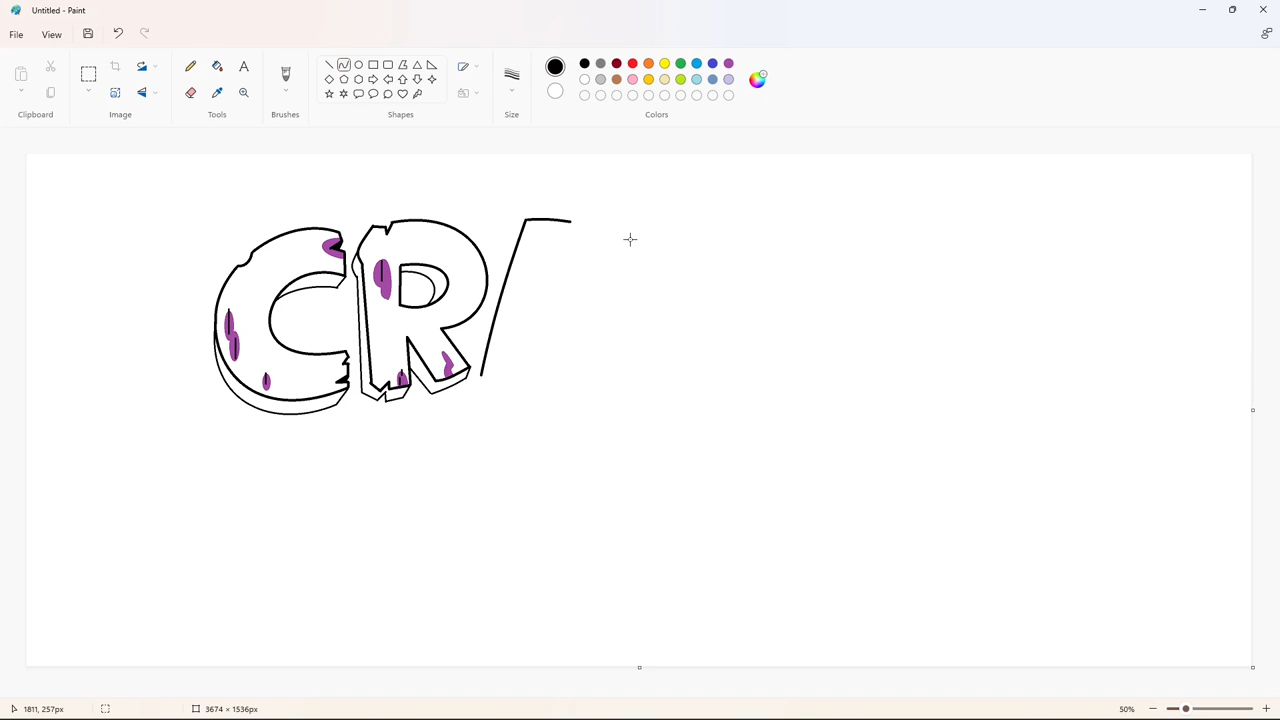 Untitled - Paint
File View
Clipboard
Image
Tools
Brushes
Shapes
Size
Colors
A
CR
1811, 257px
3674 × 1536px
50%